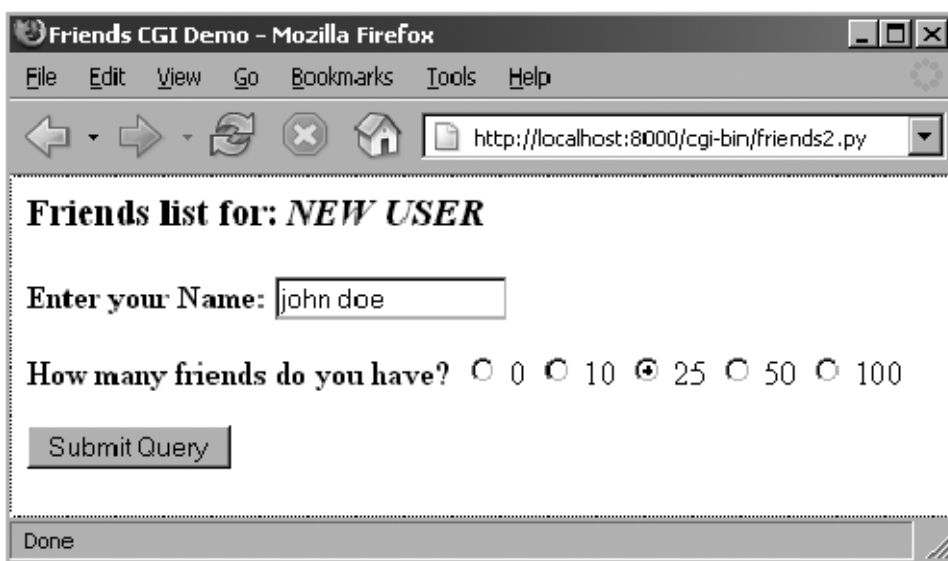 Friends CGI Demo - Mozilla Firefox
File Edit View Go Bookmarks Tools Help
http://localhost:8000/cgi-bin/friends2.py
Friends list for: NEW USER
Enter your Name: john doe
How many friends do you have? 0 10 25 50 100
Submit Query
Done